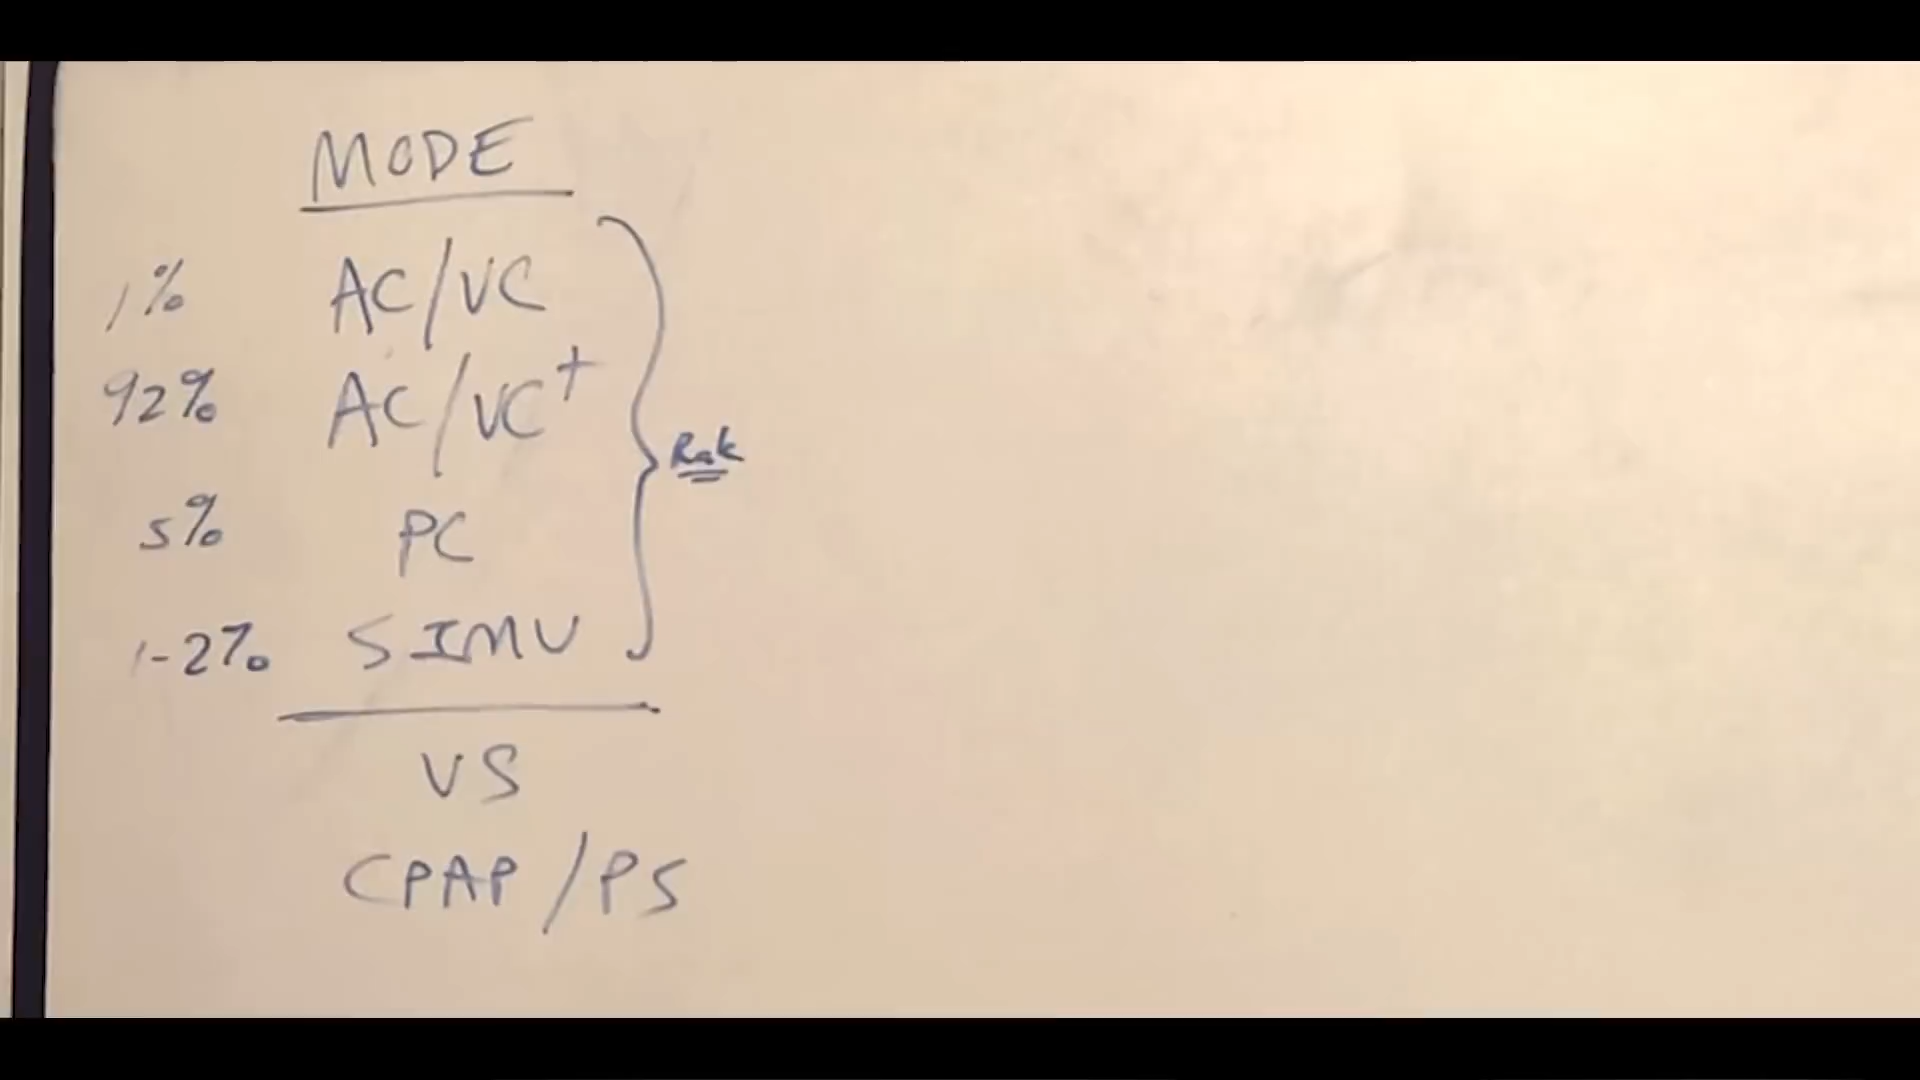 MODE
1% AC/VC
92% AC/VC+
5% PC
1-2% SIMV
VS
CPAP/PS